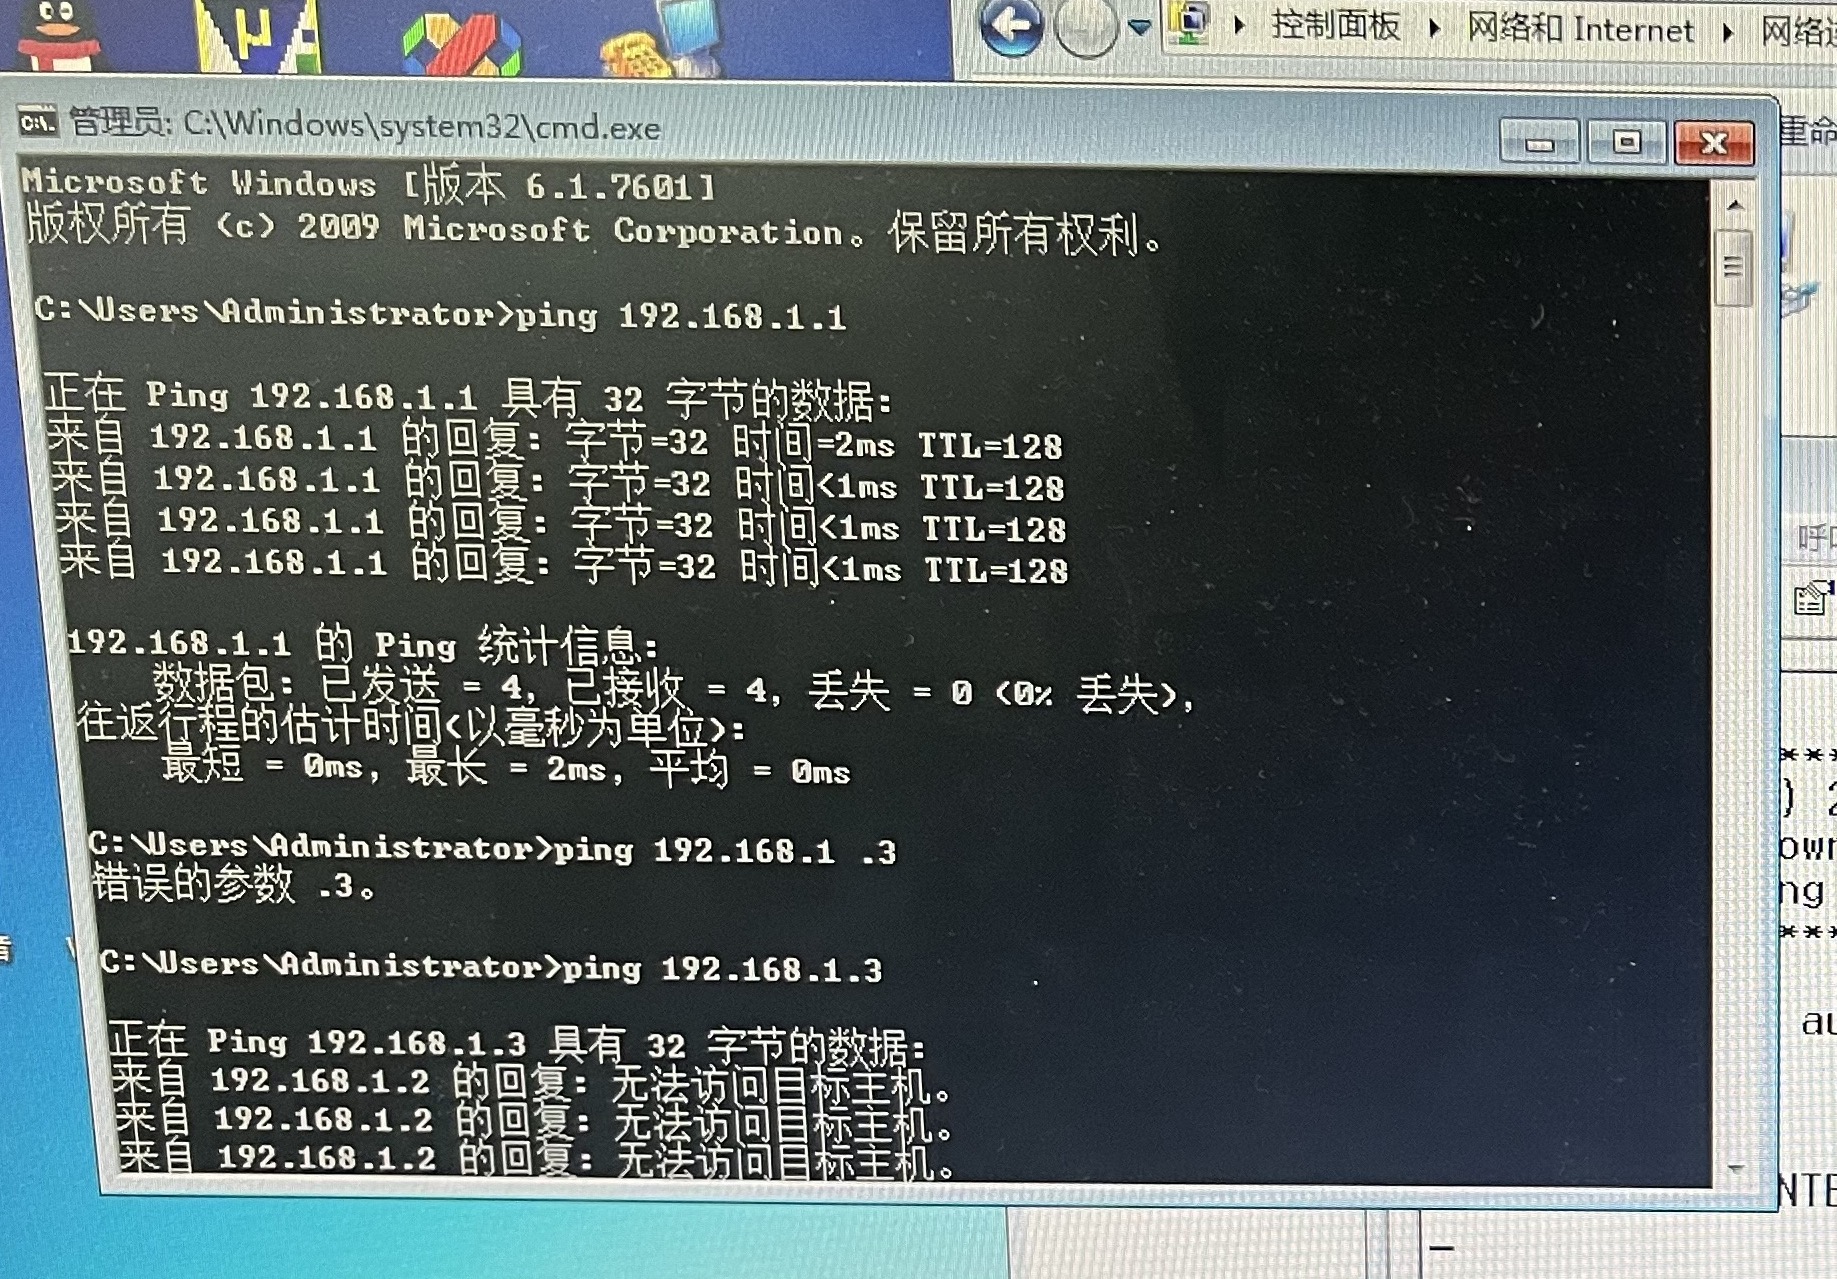 控制面板 ▸ 网络和 Internet ▸ 网络
管理员: C:\Windows\system32\cmd.exe
重命
Microsoft Windows [版本 6.1.7601]
版权所有 (c) 2009 Microsoft Corporation。保留所有权利。
C:\Users\Administrator>ping 192.168.1.1
正在 Ping 192.168.1.1 具有 32 字节的数据:
来自 192.168.1.1 的回复: 字节=32 时间=2ms TTL=128
来自 192.168.1.1 的回复: 字节=32 时间<1ms TTL=128
来自 192.168.1.1 的回复: 字节=32 时间<1ms TTL=128
来自 192.168.1.1 的回复: 字节=32 时间<1ms TTL=128
192.168.1.1 的 Ping 统计信息:
数据包: 已发送 = 4，已接收 = 4，丢失 = 0 (0% 丢失)，
往返行程的估计时间(以毫秒为单位):
最短 = 0ms，最长 = 2ms，平均 = 0ms
C:\Users\Administrator>ping 192.168.1 .3
错误的参数 .3。
C:\Users\Administrator>ping 192.168.1.3
正在 Ping 192.168.1.3 具有 32 字节的数据:
来自 192.168.1.2 的回复: 无法访问目标主机。
来自 192.168.1.2 的回复: 无法访问目标主机。
来自 192.168.1.2 的回复: 无法访问目标主机。